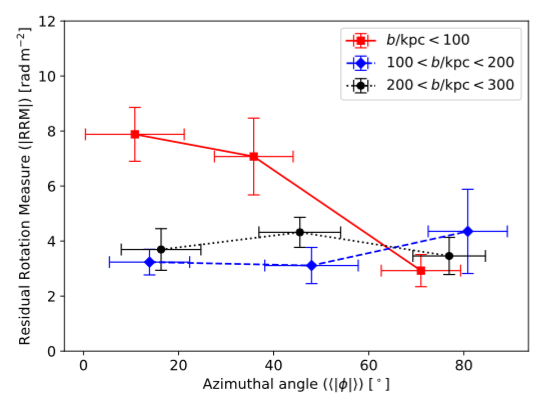 12
10
8
6
4
2
0
0 20 40 60 80
Residual Rotation Measure (|RRM|) [rad m⁻²]
Azimuthal angle (⟨|ϕ|⟩) [°]
b/kpc < 100
100 < b/kpc < 200
200 < b/kpc < 300